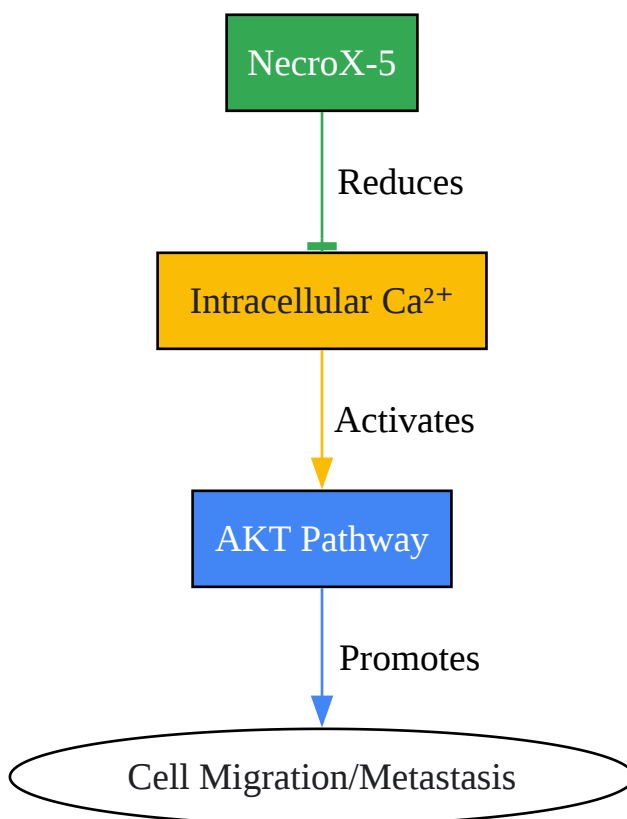 NecroX-5
Reduces
Intracellular Ca²⁺
Activates
AKT Pathway
Promotes
Cell Migration/Metastasis